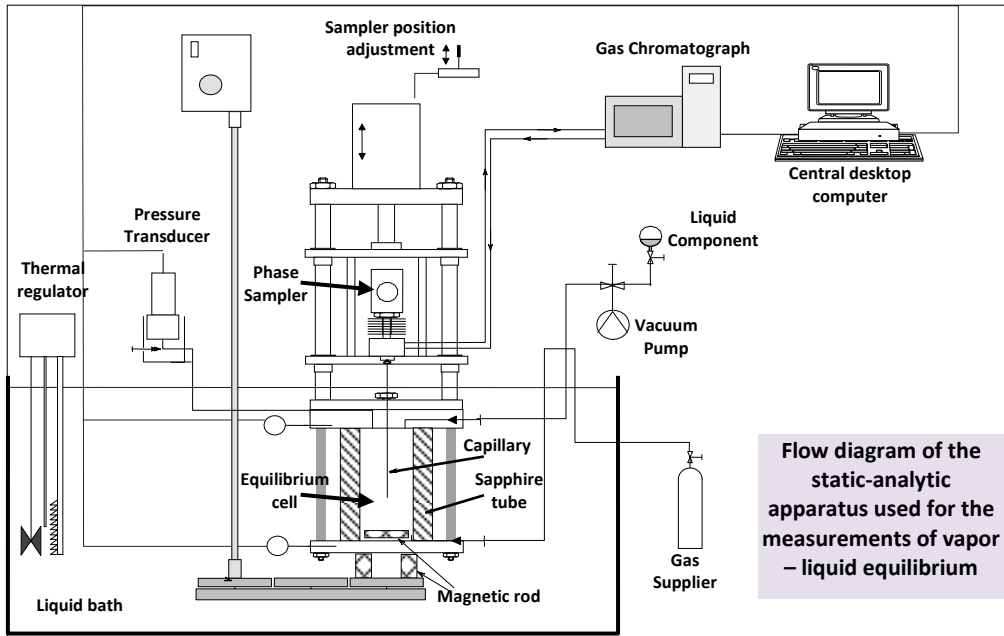 Sampler position
adjustment
Gas Chromatograph
Central desktop
computer
Pressure
Transducer
Liquid
Component
Thermal
regulator
Phase
Sampler
Vacuum
Pump
Capillary
Equilibrium
cell
Sapphire
tube
Flow diagram of the
static-analytic
apparatus used for the
measurements of vapor
– liquid equilibrium
Gas
Supplier
Liquid bath
Magnetic rod